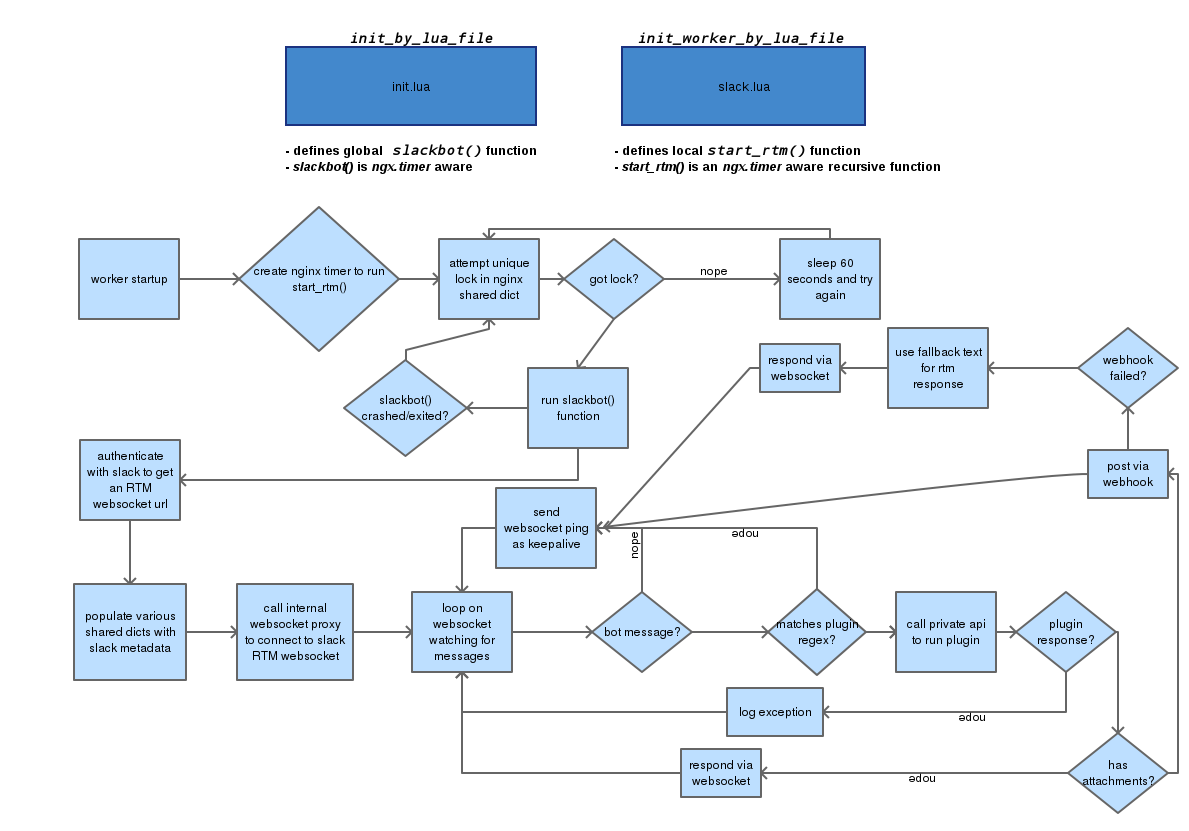 init_by_lua_file
init_worker_by_lua_file
init.lua
slack.lua
- defines global slackbot() function
- slackbot() is ngx.timer aware
- defines local start_rtm() function
- start_rtm() is an ngx.timer aware recursive function
worker startup
create nginx timer to run
start_rtm()
attempt unique
lock in nginx
shared dict
got lock?
nope
sleep 60
seconds and try
again
slackbot()
crashed/exited?
run slackbot()
function
respond via
websocket
use fallback text
for rtm
response
webhook
failed?
authenticate
with slack to get
an RTM
websocket url
send
websocket ping
as keepalive
nope
nope
post via
webhook
populate various
shared dicts with
slack metadata
call internal
websocket proxy
to connect to slack
RTM websocket
loop on
websocket
watching for
messages
bot message?
matches plugin
regex?
call private api
to run plugin
plugin
response?
log exception
nope
respond via
websocket
nope
has
attachments?